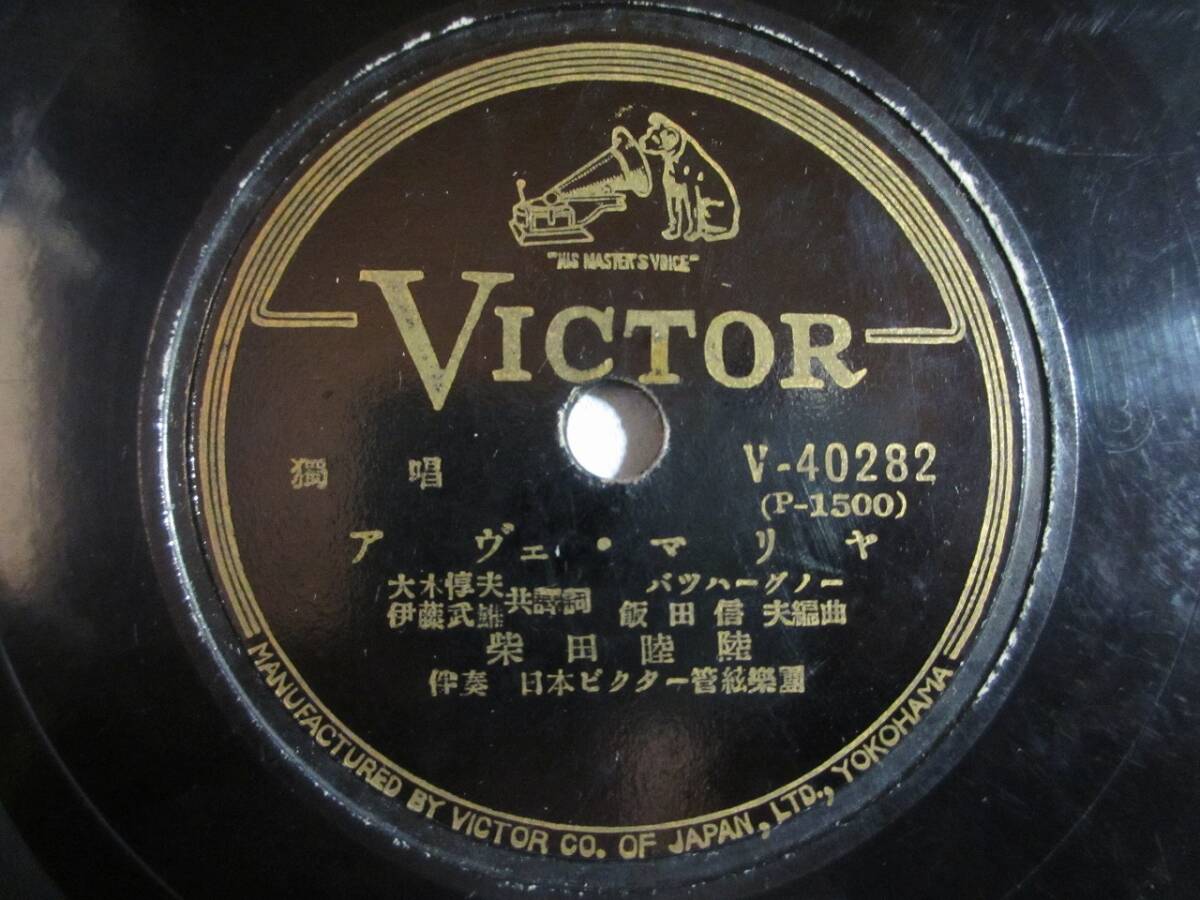 "HIS MASTER'S VOICE"
VICTOR
獨唱 V-40282
(P-1500)
アヴェ・マリヤ
大木惇夫 伊藤武雄 共譯詞
バツハーグノー
飯田信夫編曲
柴田睦陸
伴奏 日本ビクター管絃樂團
MANUFACTURED BY VICTOR CO. OF JAPAN, LTD., YOKOHAMA